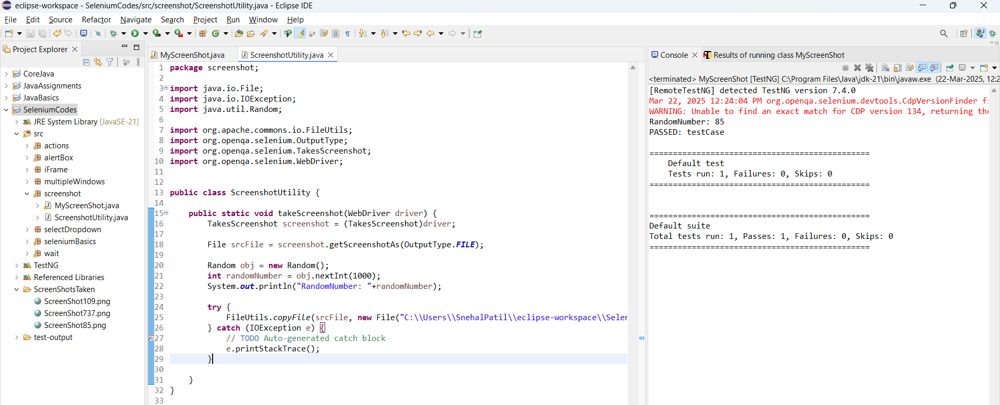 eclipse-workspace - SeleniumCodes/src/screenshot/ScreenshotUtility.java - Eclipse IDE
File Edit Source Refactor Navigate Search Project Run Window Help
Project Explorer
CoreJava
JavaAssignments
JavaBasics
SeleniumCodes
JRE System Library [JavaSE-21]
src
actions
alertBox
iFrame
multipleWindows
screenshot
MyScreenShot.java
ScreenshotUtility.java
selectDropdown
seleniumBasics
wait
TestNG
Referenced Libraries
ScreenShotsTaken
ScreenShot109.png
ScreenShot737.png
ScreenShot85.png
test-output
MyScreenShot.java ScreenshotUtility.java
1 package screenshot;
2
3 import java.io.File;
4 import java.io.IOException;
5 import java.util.Random;
6
7 import org.apache.commons.io.FileUtils;
8 import org.openqa.selenium.OutputType;
9 import org.openqa.selenium.TakesScreenshot;
10 import org.openqa.selenium.WebDriver;
11
12
13 public class ScreenshotUtility {
14
15 public static void takeScreenshot(WebDriver driver) {
16 TakesScreenshot screenshot = (TakesScreenshot)driver;
17
18 File srcFile = screenshot.getScreenshotAs(OutputType.FILE);
19
20 Random obj = new Random();
21 int randomNumber = obj.nextInt(1000);
22 System.out.println("RandomNumber: "+randomNumber);
23
24 try {
25 FileUtils.copyFile(srcFile, new File("C:\\Users\\SnehalPatil\\eclipse-workspace\\Seler
26 } catch (IOException e) {
27 // TODO Auto-generated catch block
28 e.printStackTrace();
29 }
30
31 }
32 }
33
Console Results of running class MyScreenShot
<terminated> MyScreenShot [TestNG] C:\Program Files\Java\jdk-21\bin\javaw.exe (22-Mar-2025, 12:2
[RemoteTestNG] detected TestNG version 7.4.0
Mar 22, 2025 12:24:04 PM org.openqa.selenium.devtools.CdpVersionFinder fi
WARNING: Unable to find an exact match for CDP version 134, returning the
RandomNumber: 85
PASSED: testCase
===============================================
Default test
Tests run: 1, Failures: 0, Skips: 0
===============================================
===============================================
Default suite
Total tests run: 1, Passes: 1, Failures: 0, Skips: 0
===============================================